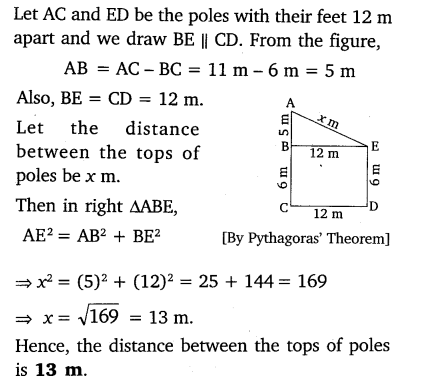 Let AC and ED be the poles with their feet 12 m
apart and we draw BE || CD. From the figure,
AB = AC – BC = 11 m – 6 m = 5 m
Also, BE = CD = 12 m.
Let the distance
between the tops of
poles be x m.
Then in right ΔABE,
AE² = AB² + BE²
[By Pythagoras' Theorem]
A
x m
5 m
B
12 m
E
6 m
6 m
C
12 m
D
⇒ x² = (5)² + (12)² = 25 + 144 = 169
⇒ x = √169 = 13 m.
Hence, the distance between the tops of poles
is 13 m.